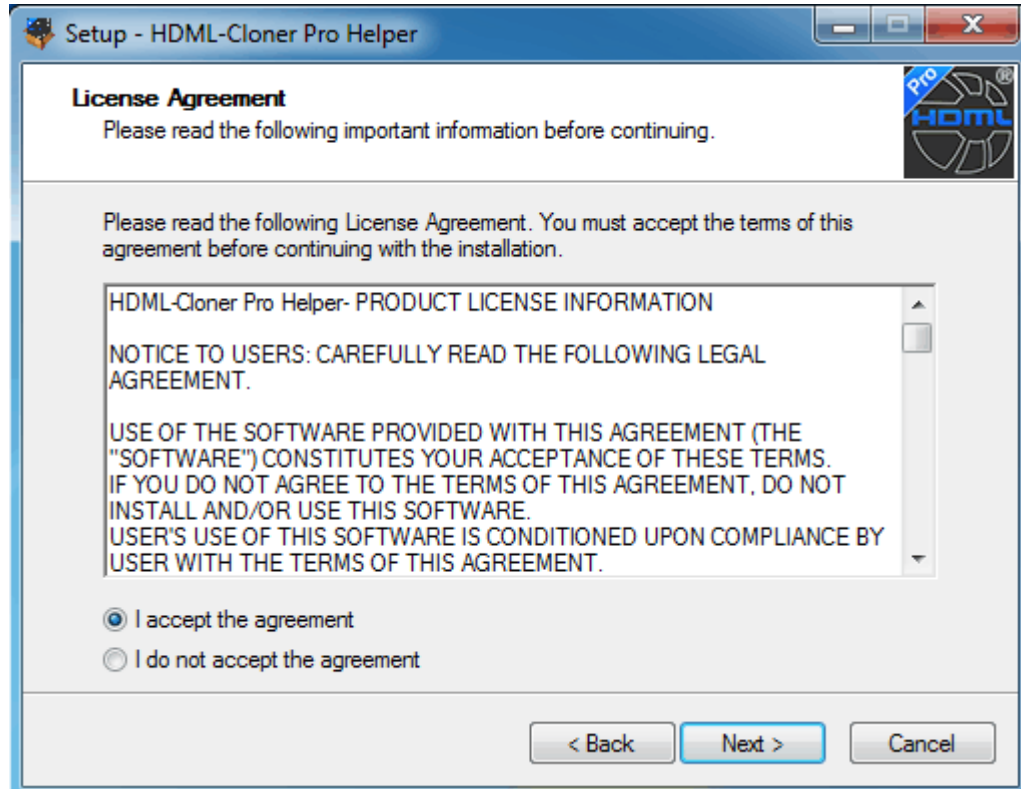 Setup - HDML-Cloner Pro Helper
License Agreement
Please read the following important information before continuing.
Pro
®
HDML
Please read the following License Agreement. You must accept the terms of this
agreement before continuing with the installation.
HDML-Cloner Pro Helper- PRODUCT LICENSE INFORMATION
NOTICE TO USERS: CAREFULLY READ THE FOLLOWING LEGAL
AGREEMENT.
USE OF THE SOFTWARE PROVIDED WITH THIS AGREEMENT (THE
"SOFTWARE") CONSTITUTES YOUR ACCEPTANCE OF THESE TERMS.
IF YOU DO NOT AGREE TO THE TERMS OF THIS AGREEMENT, DO NOT
INSTALL AND/OR USE THIS SOFTWARE.
USER'S USE OF THIS SOFTWARE IS CONDITIONED UPON COMPLIANCE BY
USER WITH THE TERMS OF THIS AGREEMENT.
I accept the agreement
I do not accept the agreement
< Back
Next >
Cancel